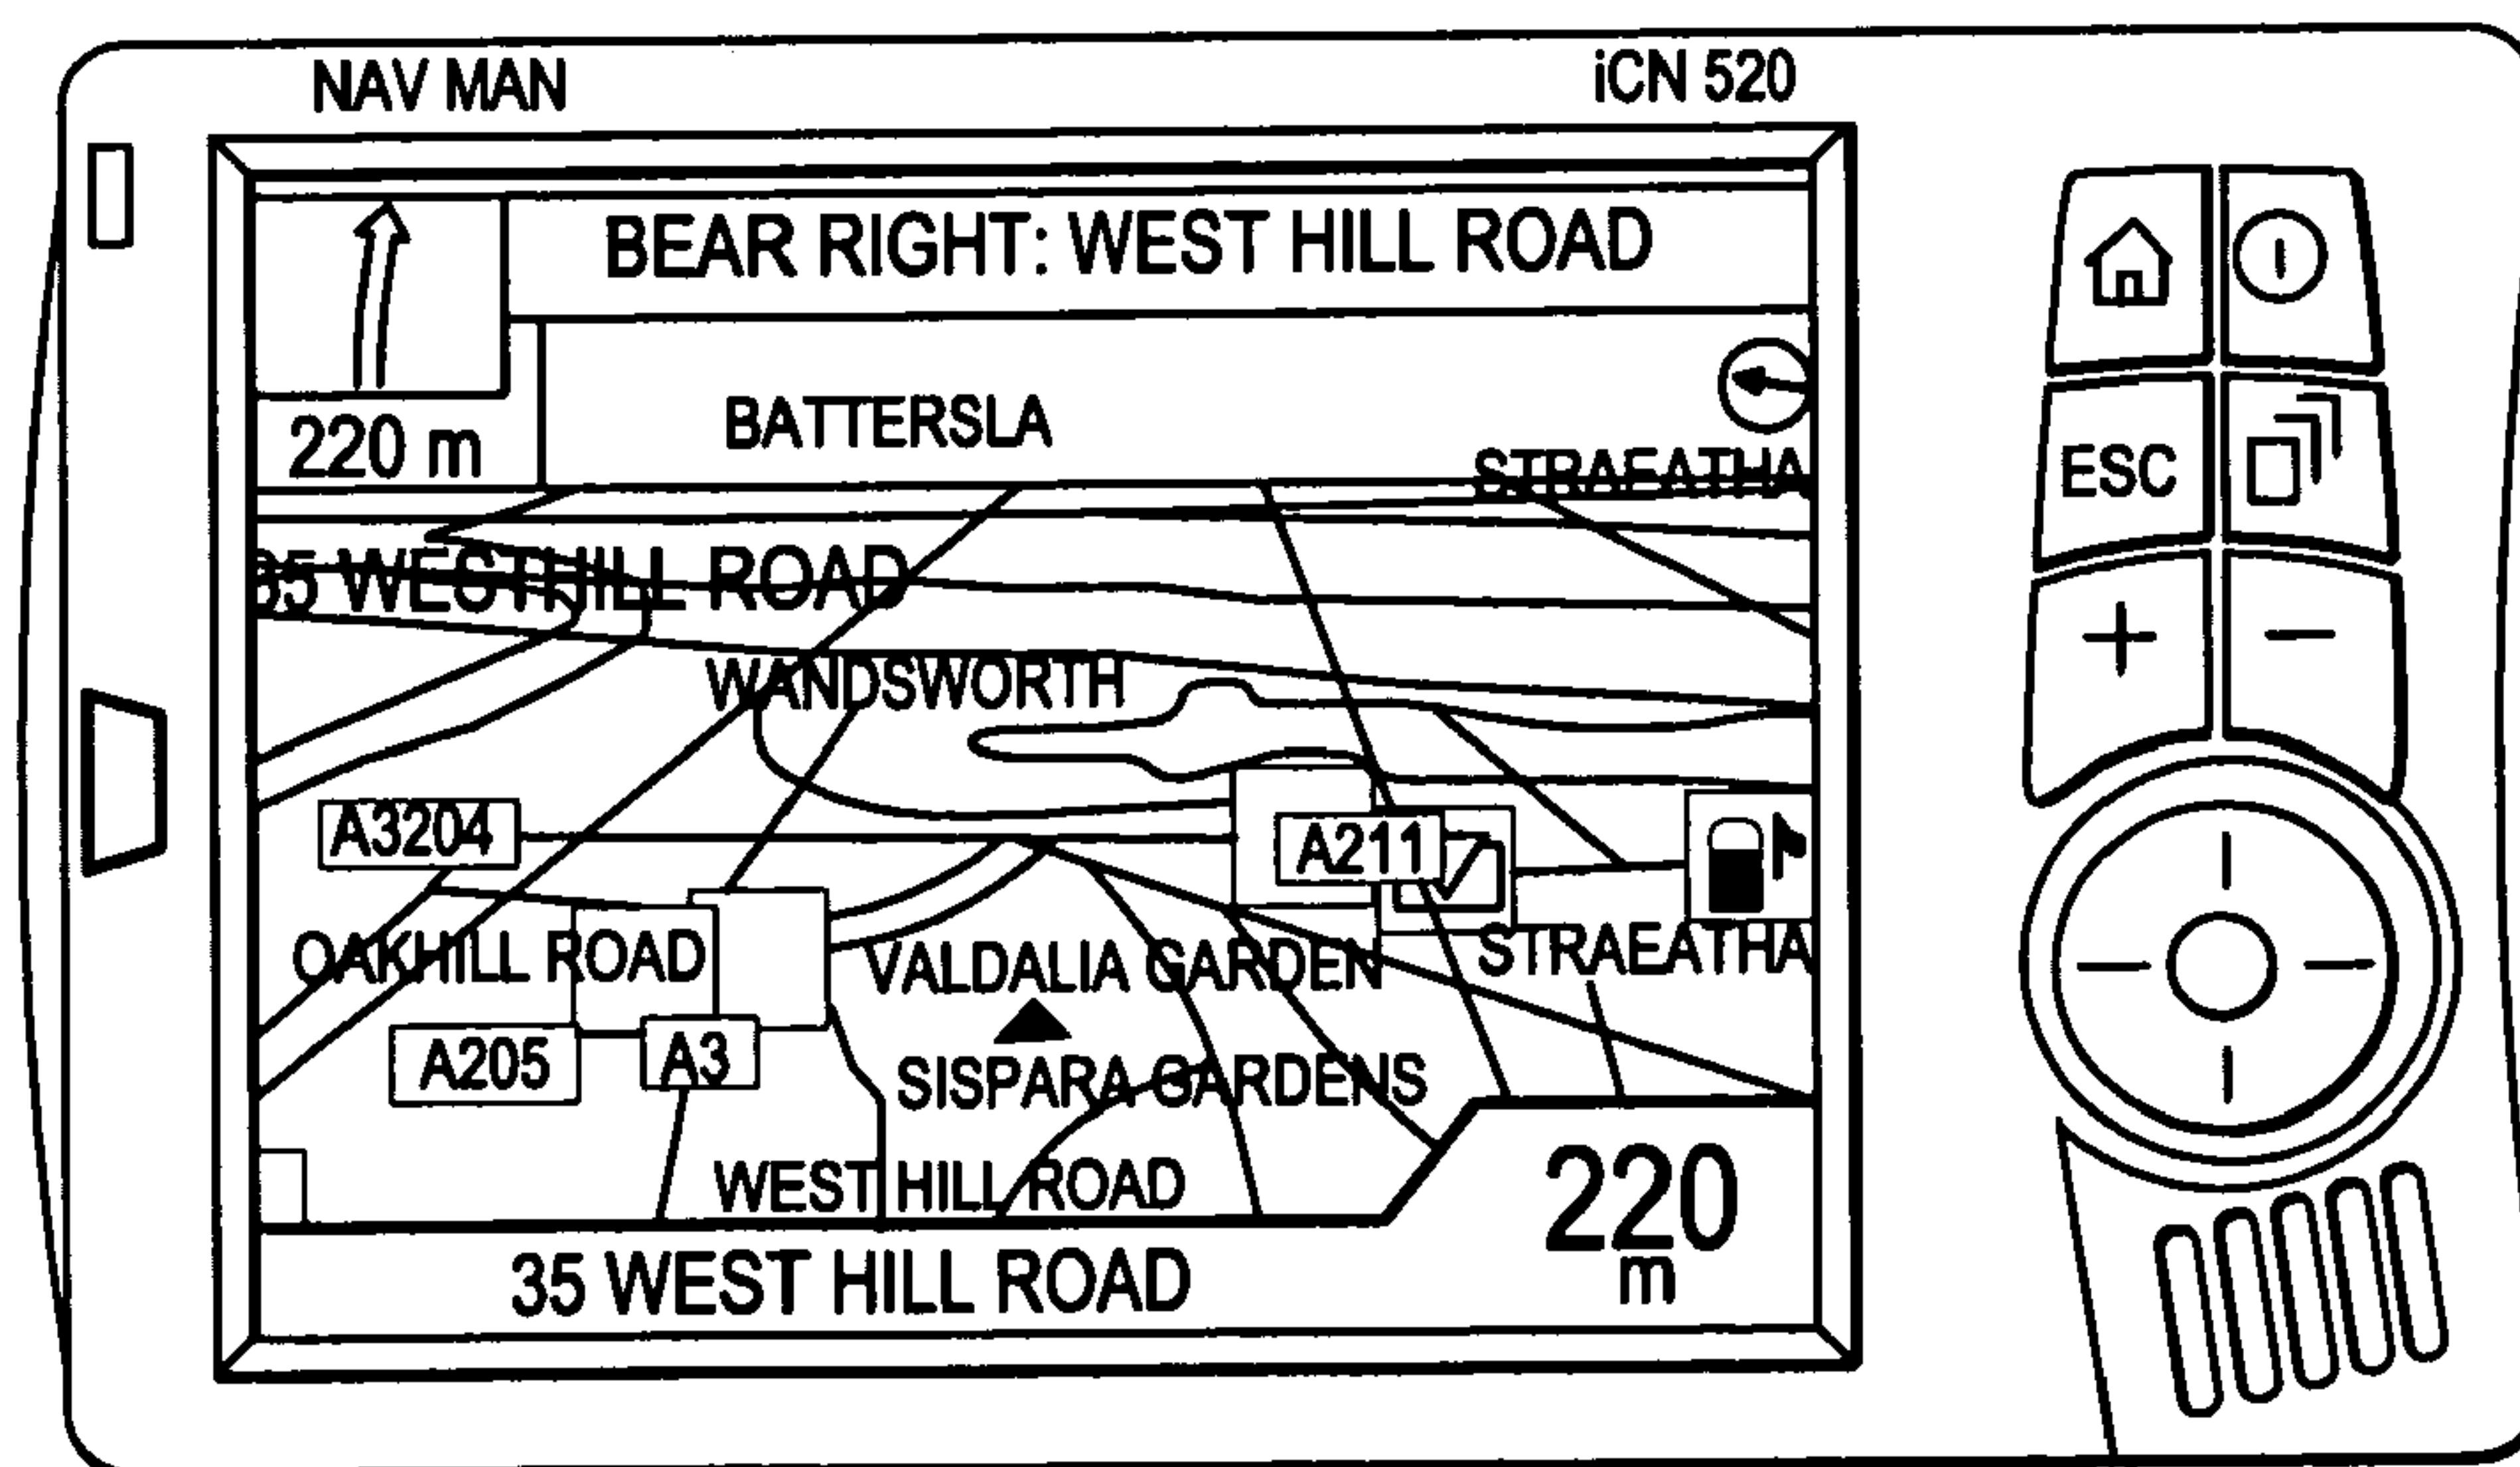 NAV MAN
iCN 520
BEAR RIGHT: WEST HILL ROAD
220 m
BATTERSLA
STRAEATHA
ESC
35 WESTHILL ROAD
WANDSWORTH
A3204
A211
OAKHILL ROAD
VALDALIA GARDEN
STRAEATHA
A205
A3
SISPARA GARDENS
WEST HILL ROAD
220
m
35 WEST HILL ROAD